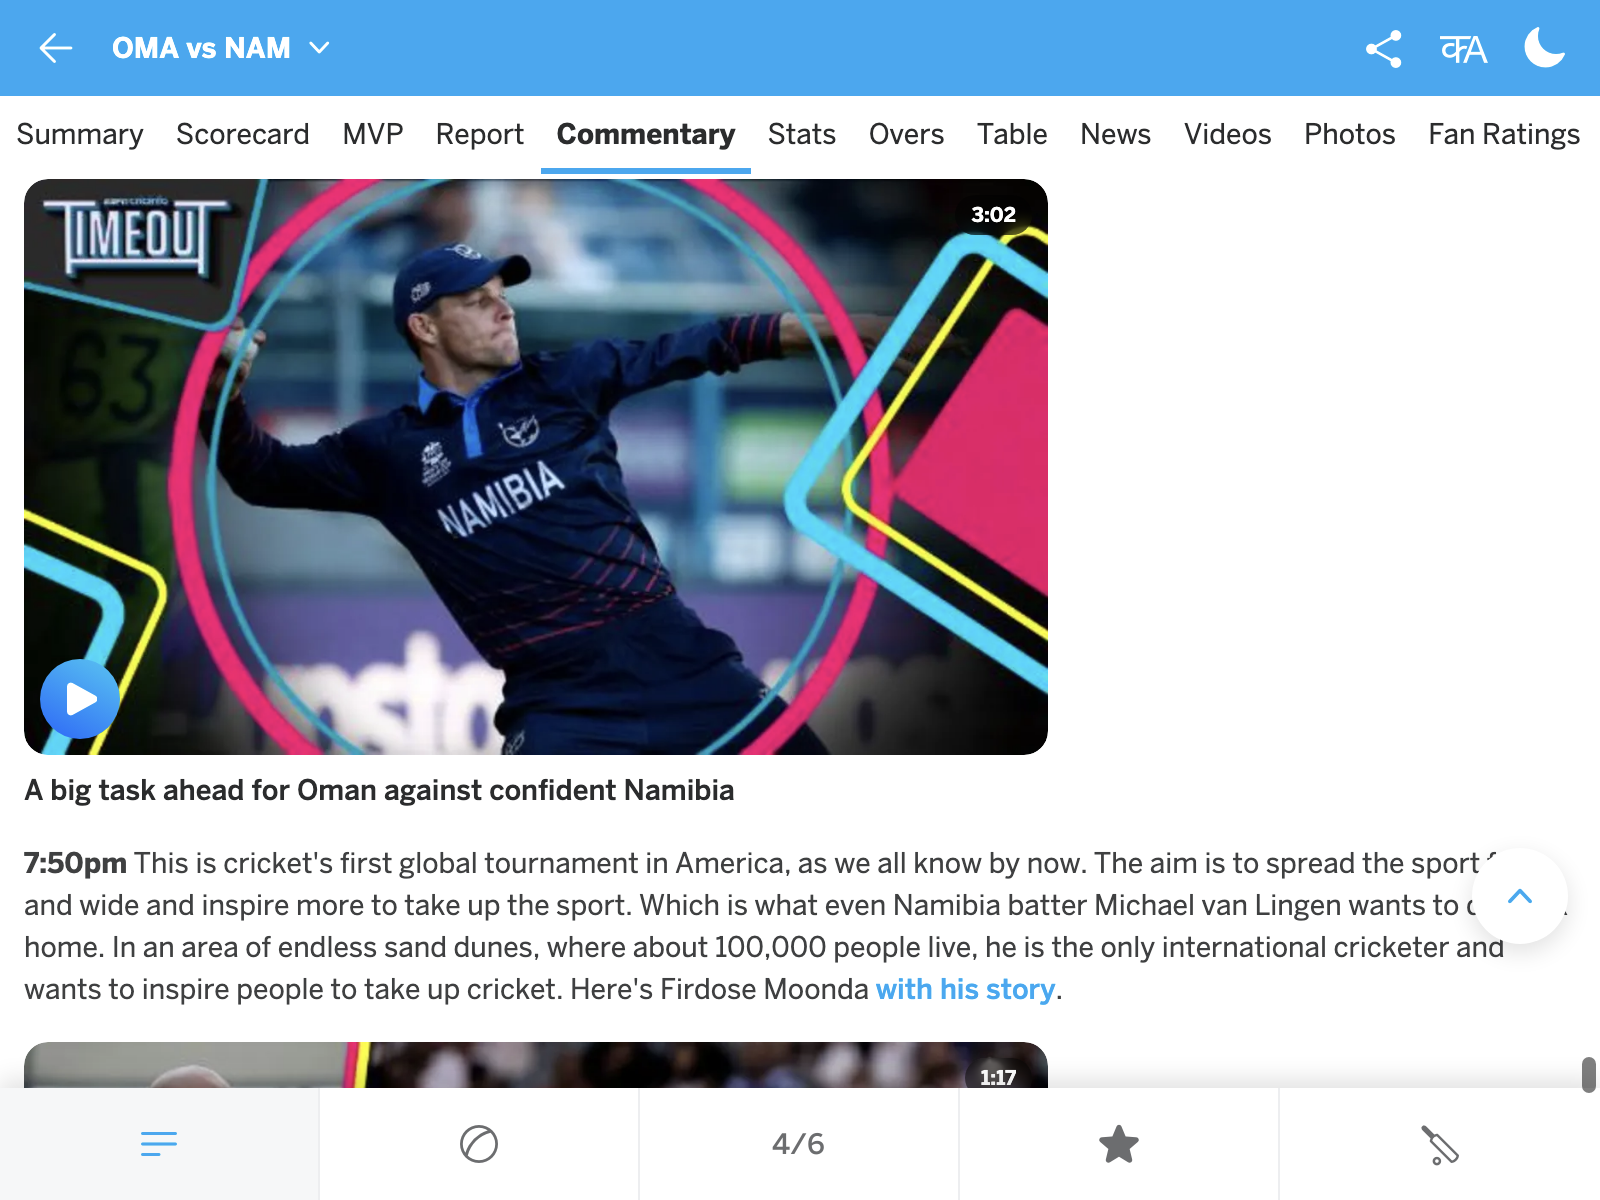 OMA vs NAM
Summary Scorecard MVP Report Commentary Stats Overs Table News Videos Photos Fan Ratings
ESPNcricinfo
TIMEOUT
3:02
63
NAMIBIA
A big task ahead for Oman against confident Namibia
7:50pm This is cricket's first global tournament in America, as we all know by now. The aim is to spread the sport
and wide and inspire more to take up the sport. Which is what even Namibia batter Michael van Lingen wants to
home. In an area of endless sand dunes, where about 100,000 people live, he is the only international cricketer and
wants to inspire people to take up cricket. Here's Firdose Moonda with his story.
1:17
4/6